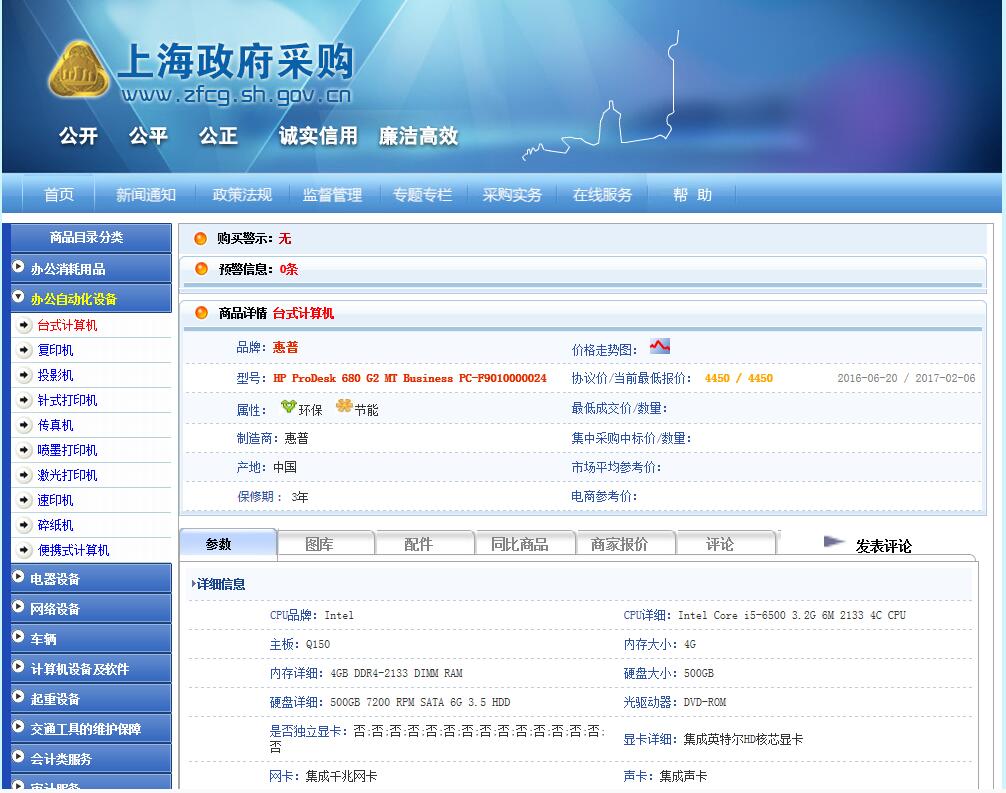 上海政府采购
www.zfcg.sh.gov.cn
公开 公平 公正 诚实信用 廉洁高效
首页 新闻通知 政策法规 监督管理 专题专栏 采购实务 在线服务 帮 助
商品目录分类
办公消耗用品
办公自动化设备
台式计算机
复印机
投影机
针式打印机
传真机
喷墨打印机
激光打印机
速印机
碎纸机
便携式计算机
电器设备
网络设备
车辆
计算机设备及软件
起重设备
交通工具的维护保障
会计类服务
审计服务
购买警示：无
预警信息：0条
商品详情 台式计算机
品牌：惠普 价格走势图：
型号：HP ProDesk 680 G2 MT Business PC-F9010000024 协议价/当前最低报价： 4450 / 4450 2016-06-20 / 2017-02-06
属性： 环保 节能 最低成交价/数量：
制造商：惠普 集中采购中标价/数量：
产地：中国 市场平均参考价：
保修期： 3年 电商参考价：
参数 图库 配件 同比商品 商家报价 评论 发表评论
详细信息
CPU品牌：Intel CPU详细：Intel Core i5-6500 3.2G 6M 2133 4C CPU
主板：Q150 内存大小：4G
内存详细：4GB DDR4-2133 DIMM RAM 硬盘大小：500GB
硬盘详细：500GB 7200 RPM SATA 6G 3.5 HDD 光驱动器：DVD-ROM
是否独立显卡：否:否:否:否:否:否:否:否:否:否:否:否:否:否:
否 显卡详细：集成英特尔HD核芯显卡
网卡：集成千兆网卡 声卡：集成声卡